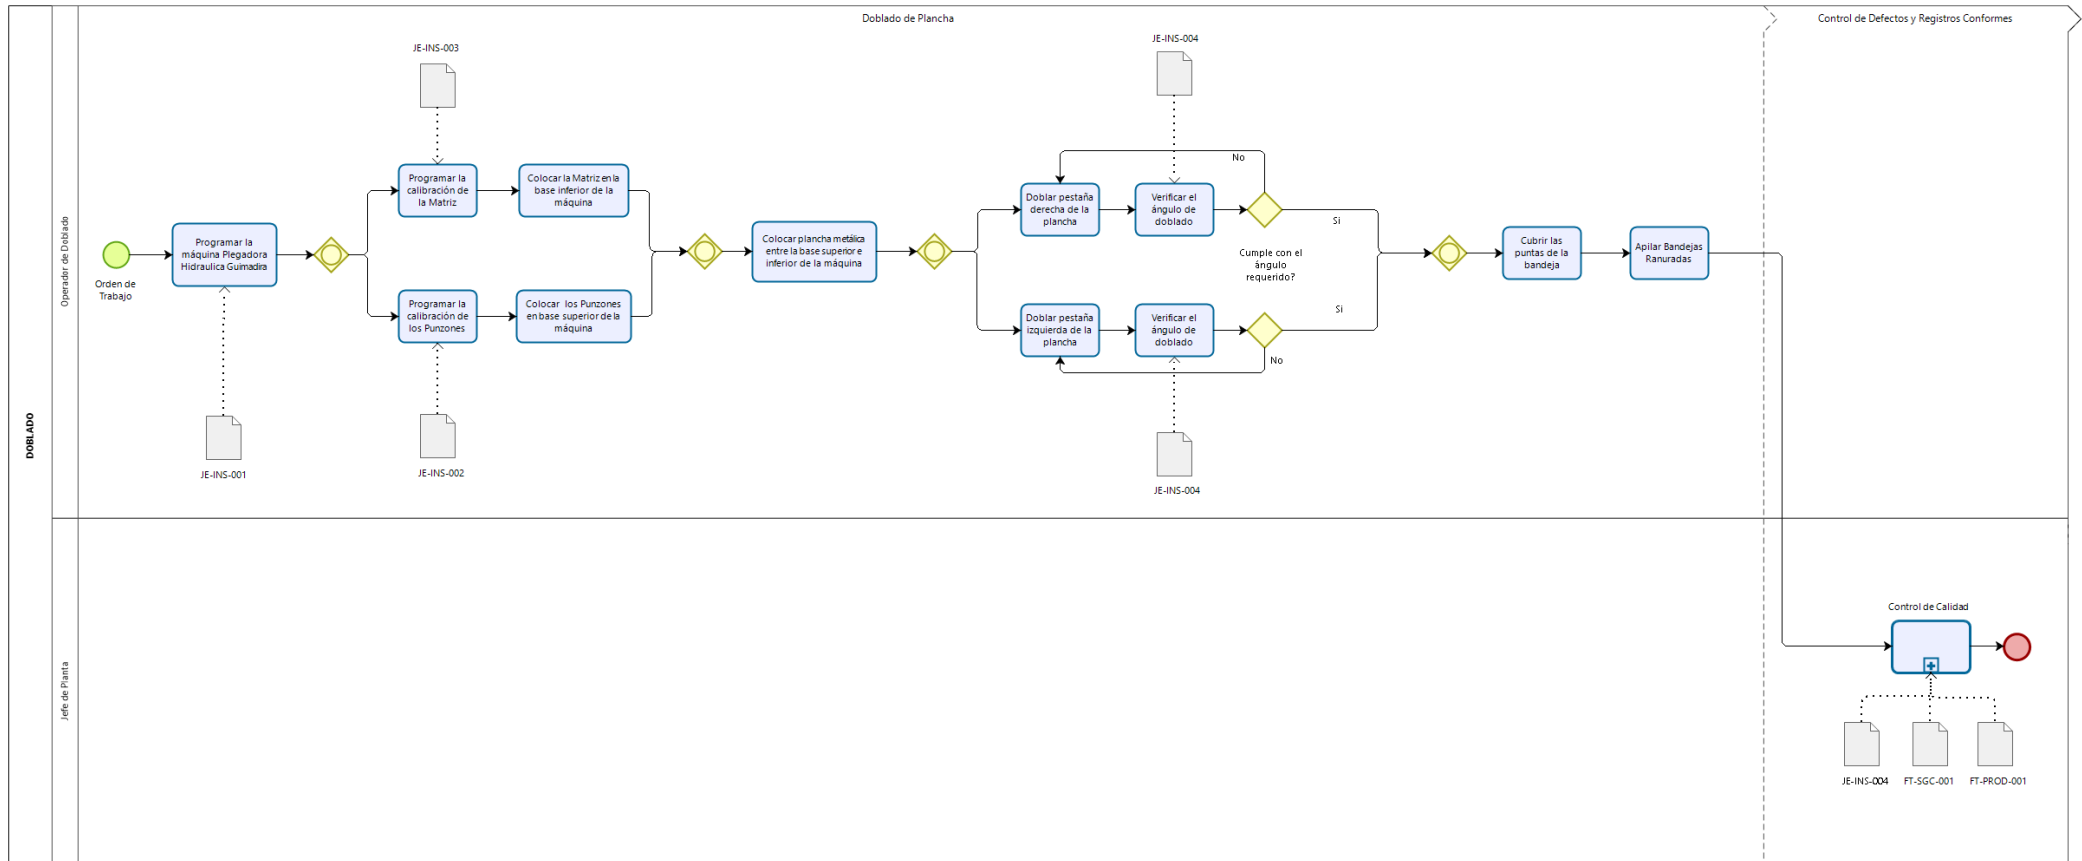 Doblado de Plancha
Control de Defectos y Registros Conformes
DOBLADO
Operador de Doblado
Jefe de Planta
Orden de
Trabajo
Programar la
máquina Plegadora
Hidraulica Guimadira
JE-INS-001
JE-INS-003
Programar la
calibración de
la Matriz
Colocar la Matriz en la
base inferior de la
máquina
Programar la
calibración de
los Punzones
Colocar los Punzones
en base superior de la
máquina
JE-INS-002
Colocar plancha metálica
entre la base superior e
inferior de la máquina
JE-INS-004
Doblar pestaña
derecha de la
plancha
Verificar el
ángulo de
doblado
No
Si
Cumple con el
ángulo
requerido?
Doblar pestaña
izquierda de la
plancha
Verificar el
ángulo de
doblado
Si
No
JE-INS-004
Cubrir las
puntas de la
bandeja
Apilar Bandejas
Ranuradas
Control de Calidad
JE-INS-004
FT-SGC-001
FT-PROD-001